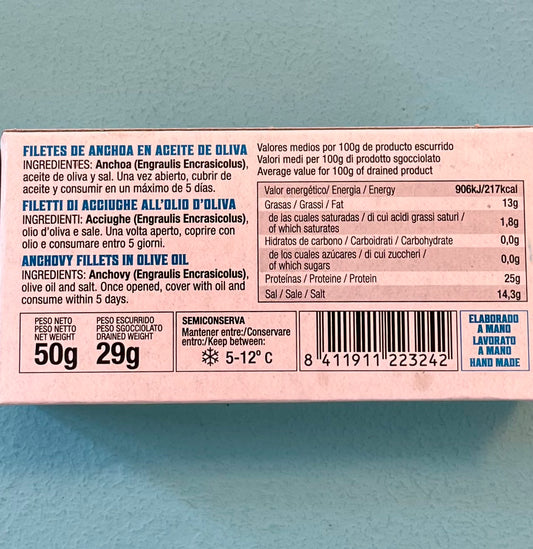 FILETES DE ANCHOA EN ACEITE DE OLIVA
INGREDIENTES: Anchoa (Engraulis Encrasicolus),
aceite de oliva y sal. Una vez abierto, cubrir de
aceite y consumir en un máximo de 5 días.
FILETTI DI ACCIUGHE ALL'OLIO D'OLIVA
INGREDIENTI: Acciughe (Engraulis Encrasicolus),
olio d'oliva e sale. Una volta aperto, coprire con
olio e consumare entro 5 giorni.
ANCHOVY FILLETS IN OLIVE OIL
INGREDIENTS: Anchovy (Engraulis Encrasicolus),
olive oil and salt. Once opened, cover with oil and
consume within 5 days.
Valores medios por 100g de producto escurrido
Valori medi per 100g di prodotto sgocciolato
Average value for 100g of drained product
Valor energético/ Energia / Energy 906kJ/217kcal
Grasas / Grassi / Fat 13g
de las cuales saturadas / di cui acidi grassi saturi /
of which saturates 1,8g
Hidratos de carbono / Carboidrati / Carbohydrate 0,0g
de los cuales azúcares / di cui zuccheri /
of which sugars 0,0g
Proteínas / Proteine / Protein 25g
Sal / Sale / Salt 14,3g
PESO NETO
PESO NETTO
NET WEIGHT
50g
PESO ESCURRIDO
PESO SGOCCIOLATO
DRAINED WEIGHT
29g
SEMICONSERVA
Mantener entre:/Conservare
entro:/Keep between:
5-12º C
8 411911 223242
ELABORADO
A MANO
LAVORATO
A MANO
HAND MADE